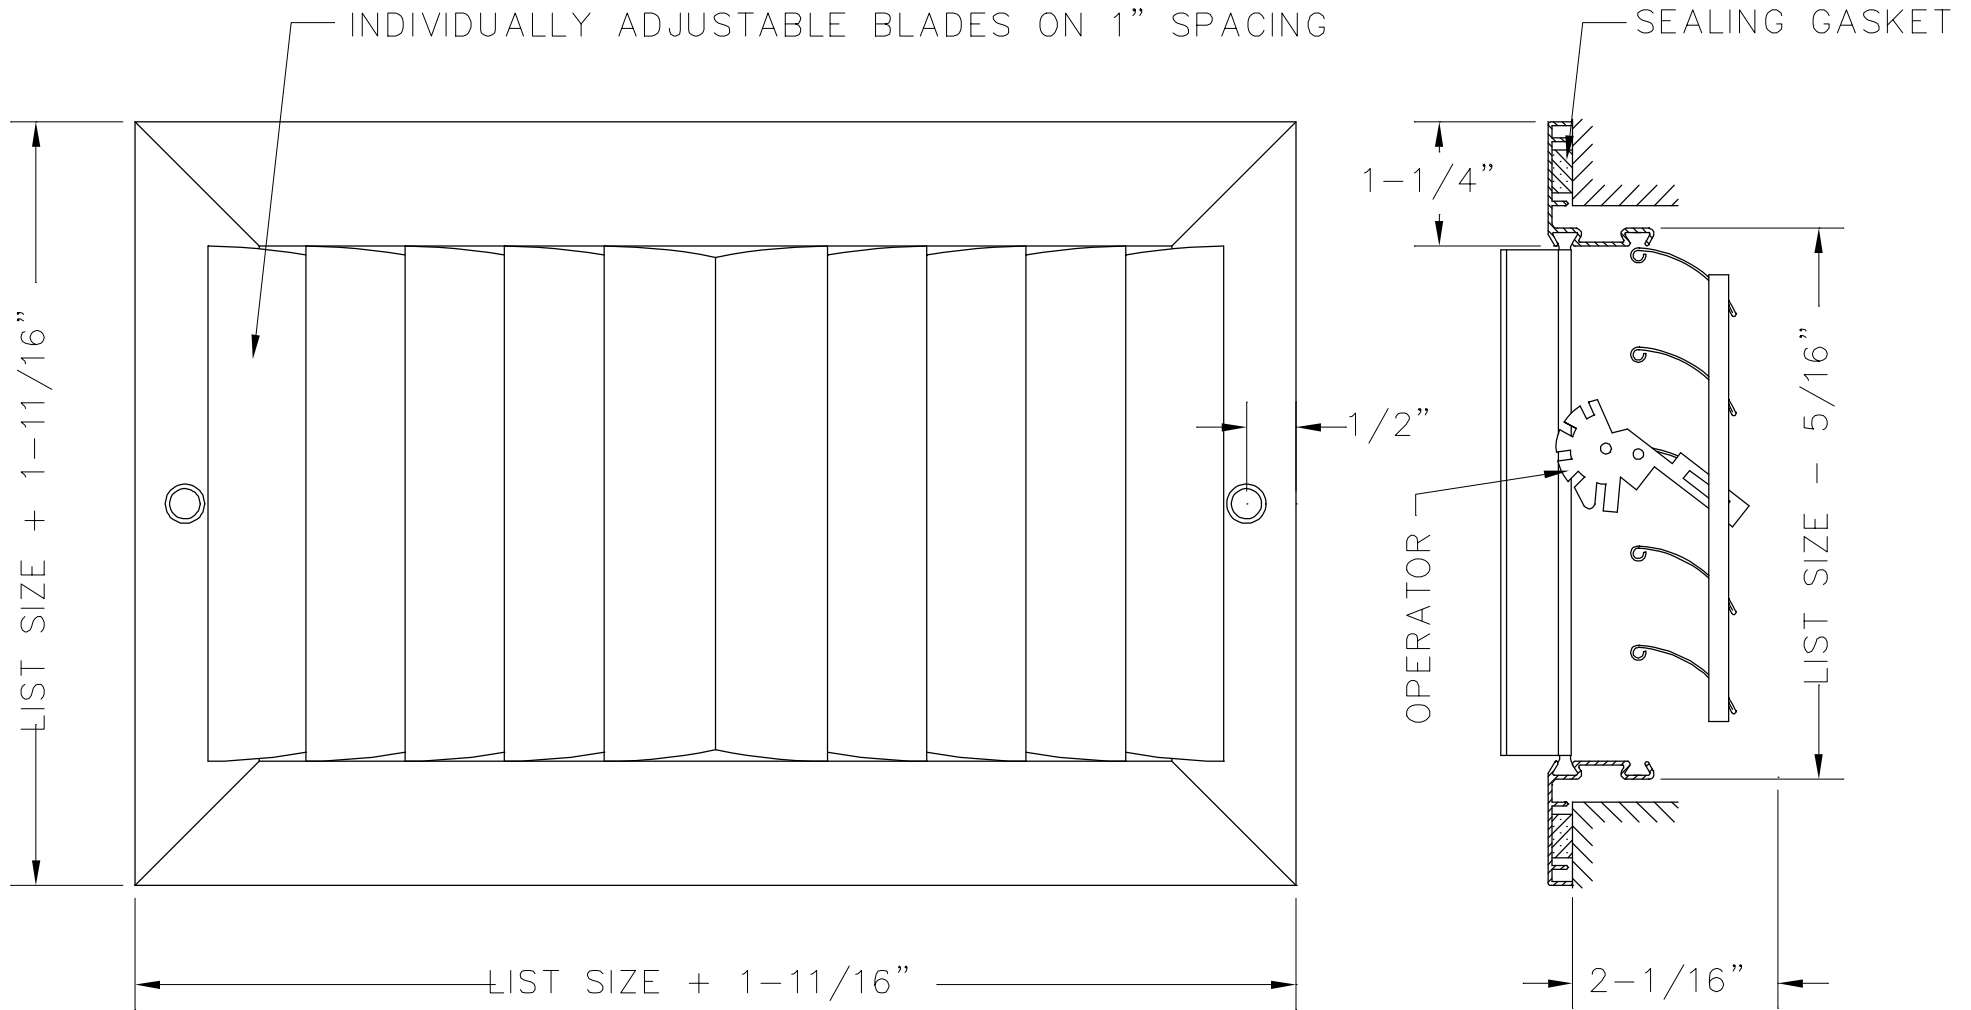 INDIVIDUALLY ADJUSTABLE BLADES ON 1” SPACING
SEALING GASKET
1-1/4”
LIST SIZE + 1-11/16”
1/2”
OPERATOR
LIST SIZE - 5/16”
LIST SIZE + 1-11/16”
2-1/16”